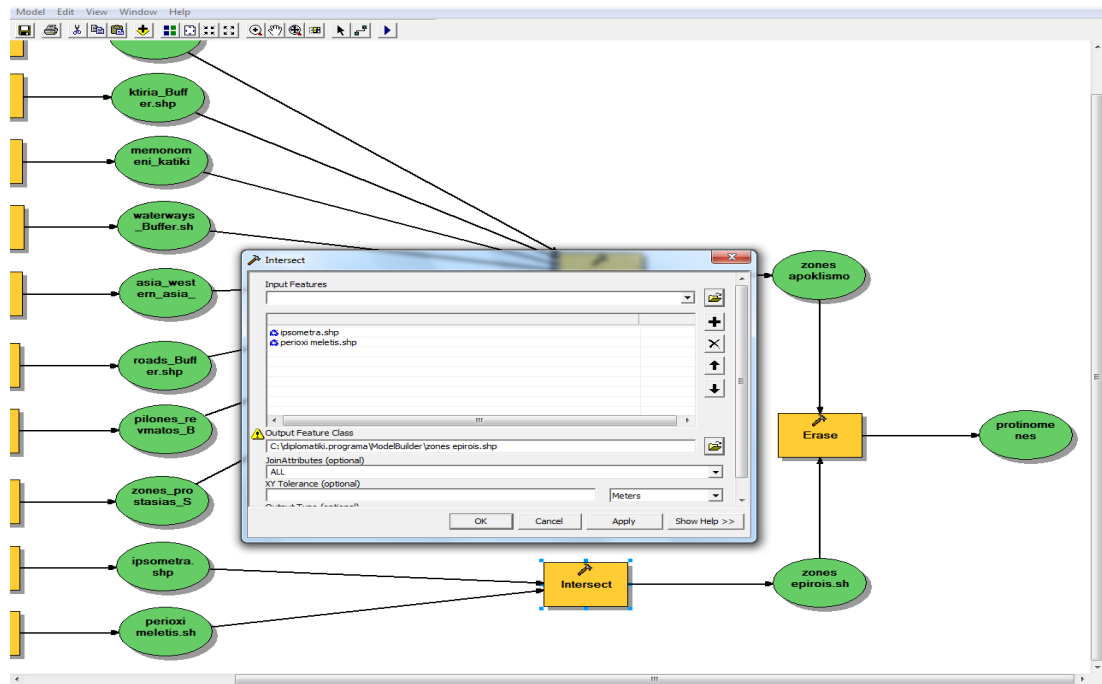 Model Edit View Window Help
ktiria_Buff
er.shp
memonom
eni_katiki
waterways
_Buffer.sh
asia_west
ern_asia_
roads_Buff
er.shp
pilones_re
vmatos_B
zones_pro
stasias_S
ipsometra.
shp
perioxi
meletis.sh
Intersect
Input Features
ipsometra.shp
perioxi meletis.shp
Output Feature Class
C:\diplomatiki.programa\ModelBuilder\zones epirois.shp
JoinAttributes (optional)
ALL
XY Tolerance (optional)
Meters
Output Type (optional)
OK Cancel Apply Show Help >>
Intersect
zones
apoklismo
Erase
zones
epirois.sh
protinome
nes